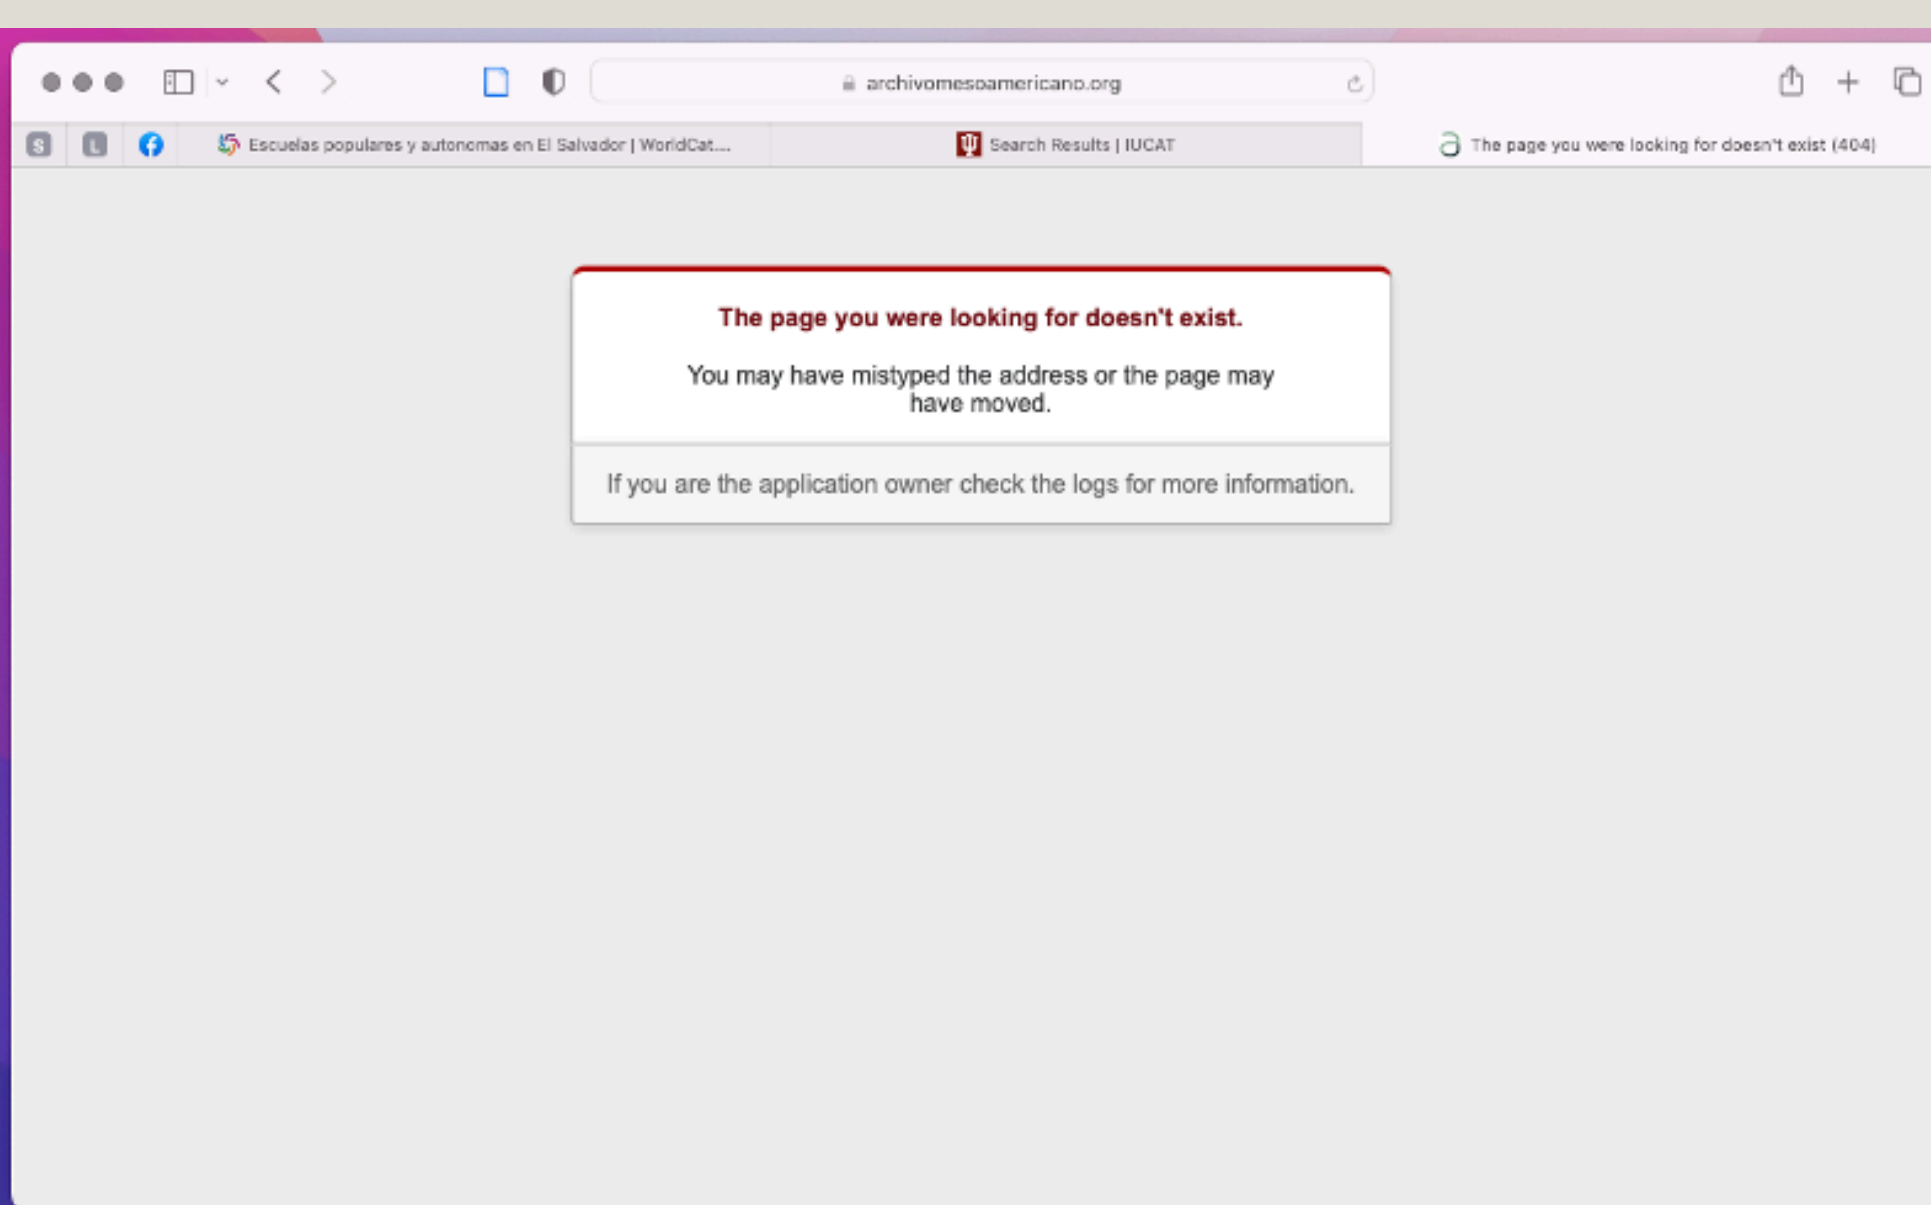 archivomesoamericano.org
S L Escuelas populares y autonomas en El Salvador | WorldCat.... Search Results | IUCAT The page you were looking for doesn't exist (404)
The page you were looking for doesn't exist.
You may have mistyped the address or the page may
have moved.
If you are the application owner check the logs for more information.